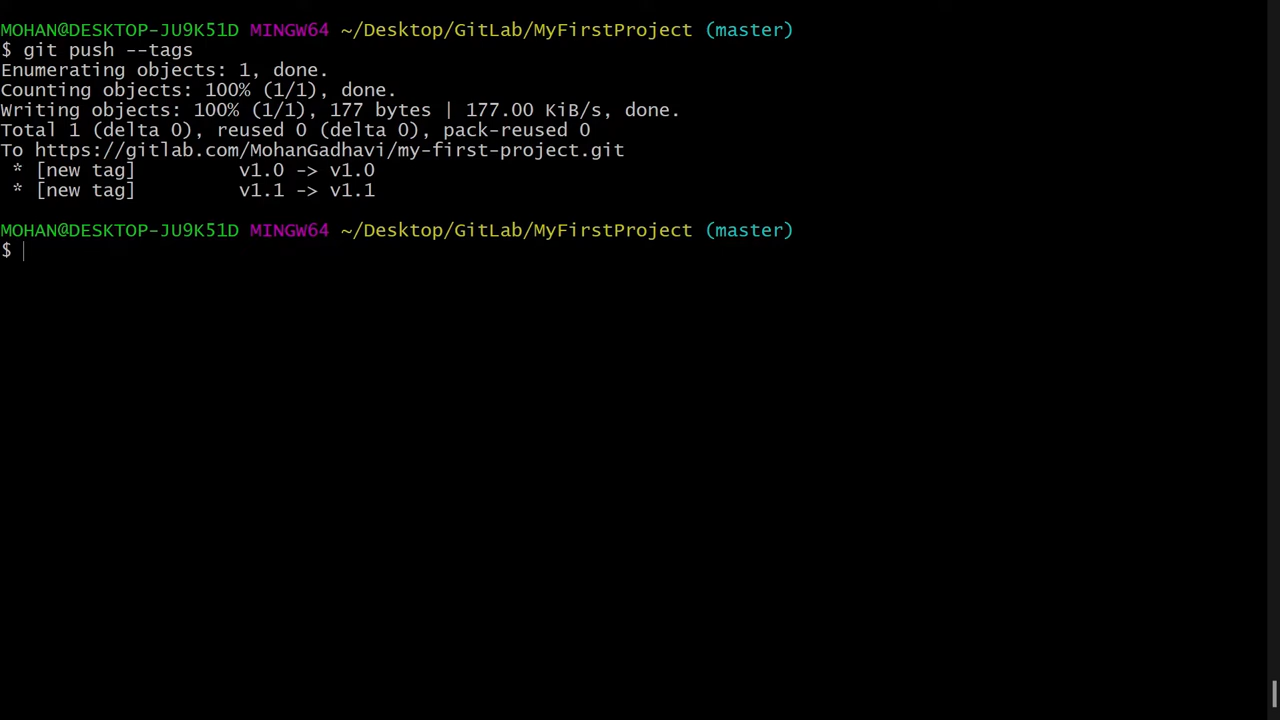 MOHAN@DESKTOP-JU9K51D MINGW64 ~/Desktop/GitLab/MyFirstProject (master)
$ git push --tags
Enumerating objects: 1, done.
Counting objects: 100% (1/1), done.
Writing objects: 100% (1/1), 177 bytes | 177.00 KiB/s, done.
Total 1 (delta 0), reused 0 (delta 0), pack-reused 0
To https://gitlab.com/MohanGadhavi/my-first-project.git
 * [new tag]         v1.0 -> v1.0
 * [new tag]         v1.1 -> v1.1
MOHAN@DESKTOP-JU9K51D MINGW64 ~/Desktop/GitLab/MyFirstProject (master)
$